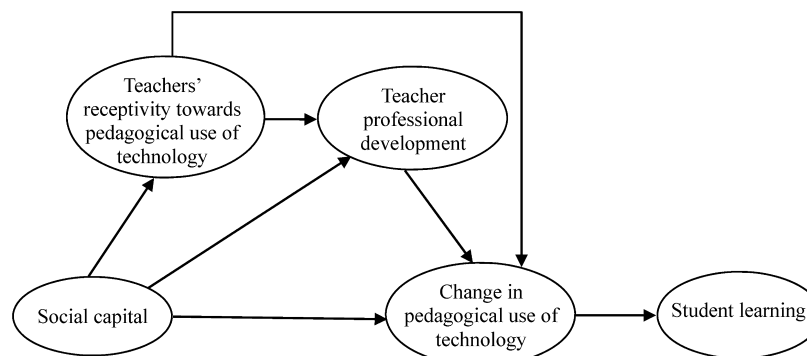 Teachers’
receptivity towards
pedagogical use of
technology
Teacher
professional
development
Social capital
Change in
pedagogical use of
technology
Student learning